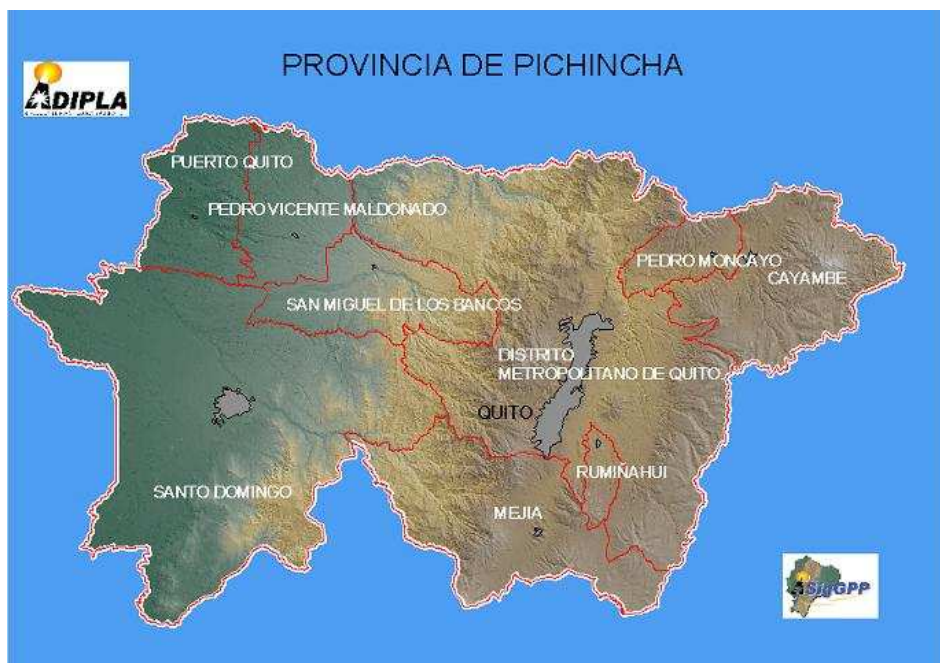 PROVINCIA DE PICHINCHA
ADIPLA
PUERTO QUITO
PEDRO VICENTE MALDONADO
PEDRO MONCAYO
CAYAMBE
SAN MIGUEL DE LOS BANCOS
DISTRITO
METROPOLITANO DE QUITO
QUITO
RUMIÑAHUI
SANTO DOMINGO
MEJIA
SigGPP